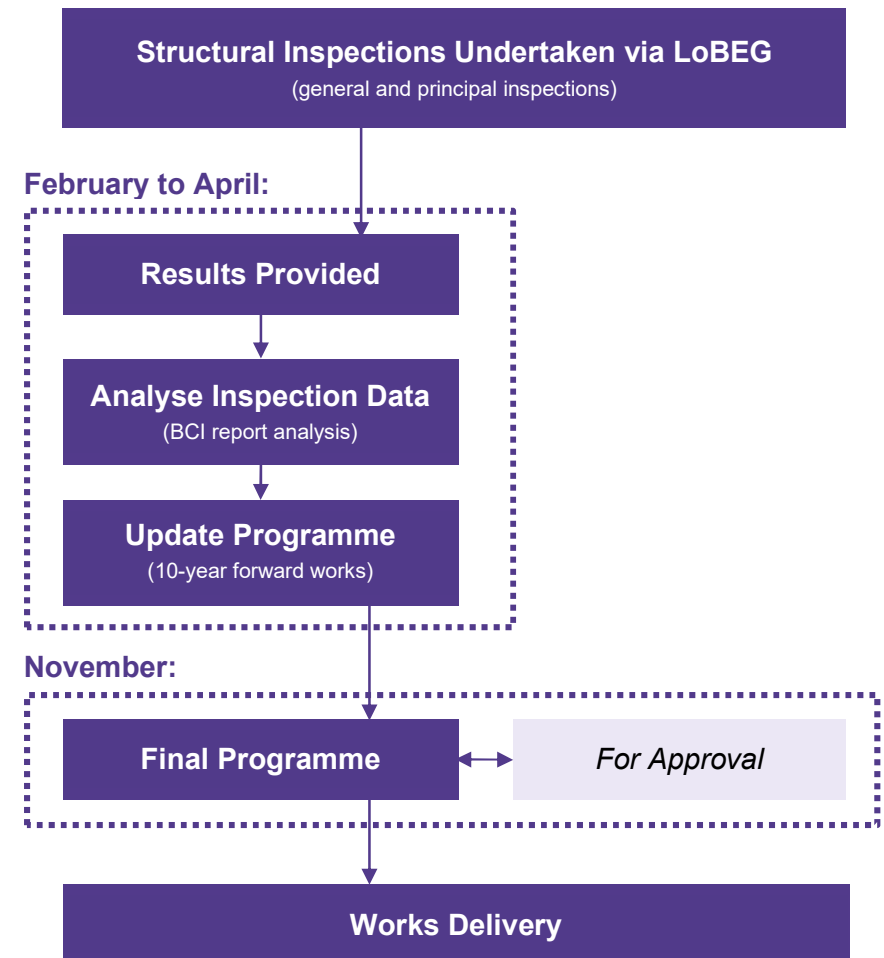 Structural Inspections Undertaken via LoBEG
(general and principal inspections)
February to April:
Results Provided
Analyse Inspection Data
(BCI report analysis)
Update Programme
(10-year forward works)
November:
Final Programme
For Approval
Works Delivery